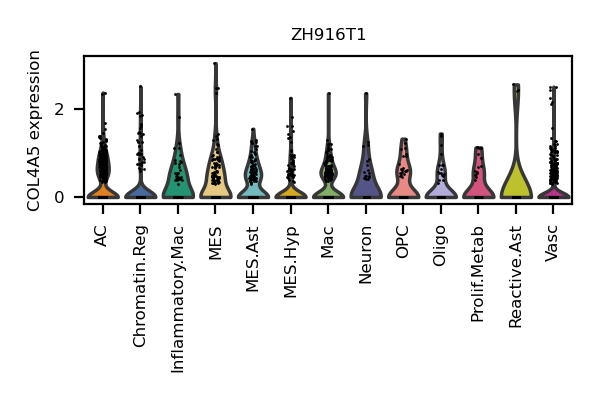 ZH916T1
COL4A5 expression
2
0
AC
Chromatin.Reg
Inflammatory.Mac
MES
MES.Ast
MES.Hyp
Mac
Neuron
OPC
Oligo
Prolif.Metab
Reactive.Ast
Vasc